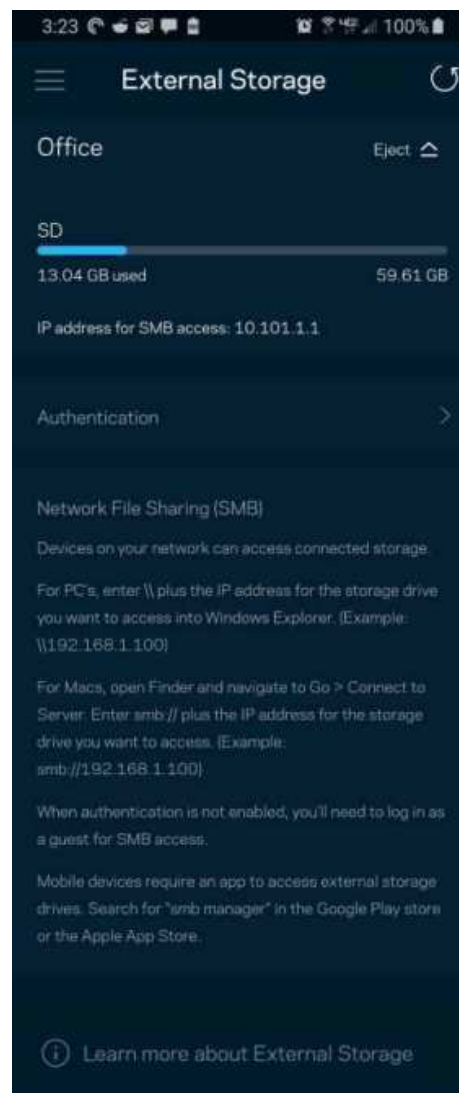 3:23 100%
External Storage
Office Eject
SD
13.04 GB used 59.61 GB
IP address for SMB access: 10.101.1.1
Authentication
Network File Sharing (SMB)
Devices on your network can access connected storage.
For PC's, enter \\ plus the IP address for the storage drive
you want to access into Windows Explorer. (Example:
\\192.168.1.100)
For Macs, open Finder and navigate to Go > Connect to
Server. Enter smb:// plus the IP address for the storage
drive you want to access. (Example:
smb://192.168.1.100)
When authentication is not enabled, you'll need to log in as
a guest for SMB access.
Mobile devices require an app to access external storage
drives. Search for "smb manager" in the Google Play store
or the Apple App Store.
Learn more about External Storage